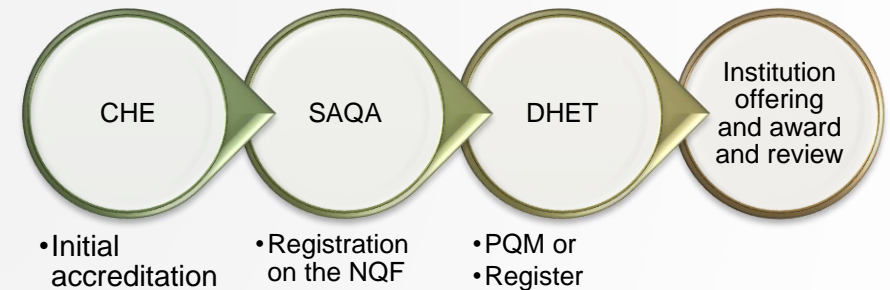 CHE
•Initial
accreditation
SAQA
•Registration
on the NQF
DHET
•PQM or
•Register
Institution
offering
and award
and review